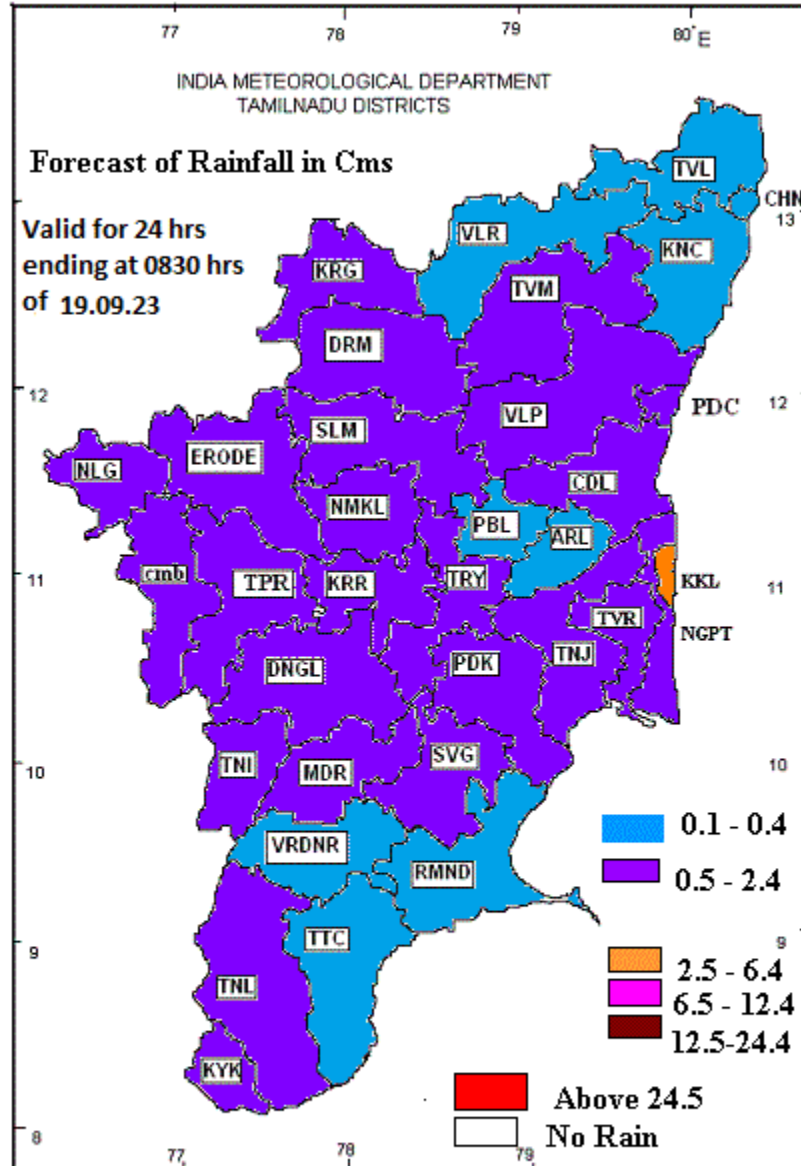 77 78 79 80°E
INDIA METEOROLOGICAL DEPARTMENT
TAMILNADU DISTRICTS
Forecast of Rainfall in Cms
TVL
CHN
13
Valid for 24 hrs
ending at 0830 hrs
of 19.09.23
VLR
KNC
KRG
TVM
DRM
12
12
PDC
VLP
SLM
ERODE
NLG
CDL
NMKL
PBL
ARL
11
cmb
TPR
KRR
TRY
KKL
11
TVR
NGPT
DNGL
PDK
TNJ
10
TNI
MDR
SVG
10
0.1 - 0.4
VRDNR
RMND
0.5 - 2.4
9
TTC
9
2.5 - 6.4
TNL
6.5 - 12.4
12.5-24.4
KYK
Above 24.5
8
No Rain
77 78 79